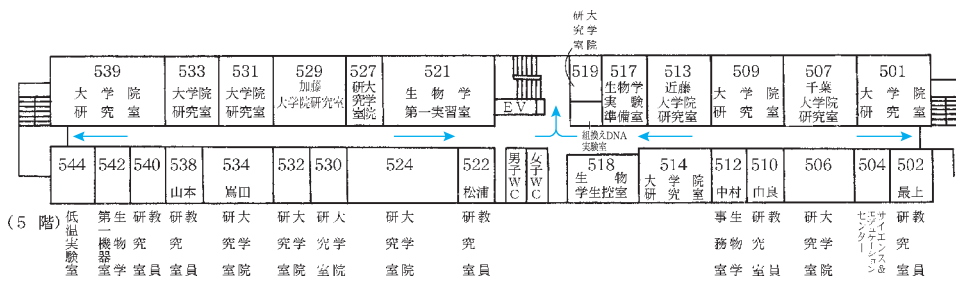 大学院
研究室
539
大学院
研究室
533
大学院
研究室
531
大学院
研究室
529
加藤
大学院研究室
527
大学院
研究室
521
生物学
第一実習室
EV
519
517
生物学
実験
準備室
513
近藤
大学院
研究室
509
大学院
研究室
507
千葉
大学院
研究室
501
大学院
研究室
組換えDNA
実験室
544
542
540
538
山本
534
嶌田
532
530
524
522
松浦
男子WC
女子WC
518
生物
学生控室
514
大学院
研究室
512
中村
510
由良
506
504
502
最上
(5階)
低温実験室
生物学
第一機器室
教員
研究室
教員
研究室
大学院
研究室
大学院
研究室
大学院
研究室
大学院
研究室
教員
研究室
生物学
事務室
教員
研究室
大学院
研究室
サイエンス&
エデュケーション
センター
教員
研究室